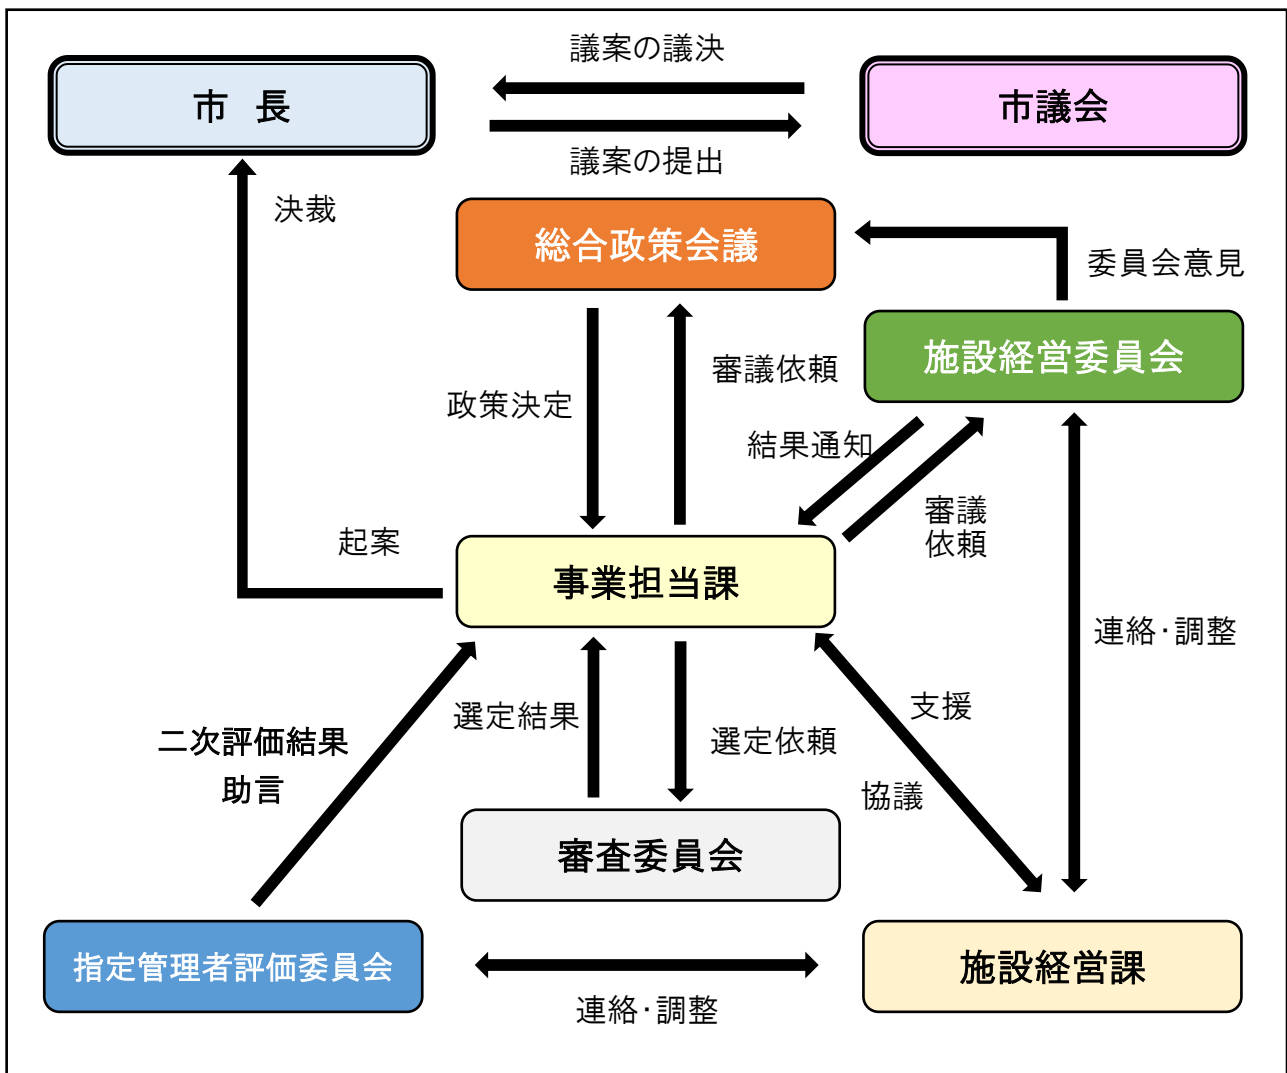 議案の議決
市 長
市議会
議案の提出
決裁
総合政策会議
委員会意見
施設経営委員会
審議依頼
政策決定
結果通知
審議
依頼
起案
事業担当課
連絡・調整
選定結果
支援
選定依頼
二次評価結果
助言
協議
審査委員会
指定管理者評価委員会
施設経営課
連絡・調整